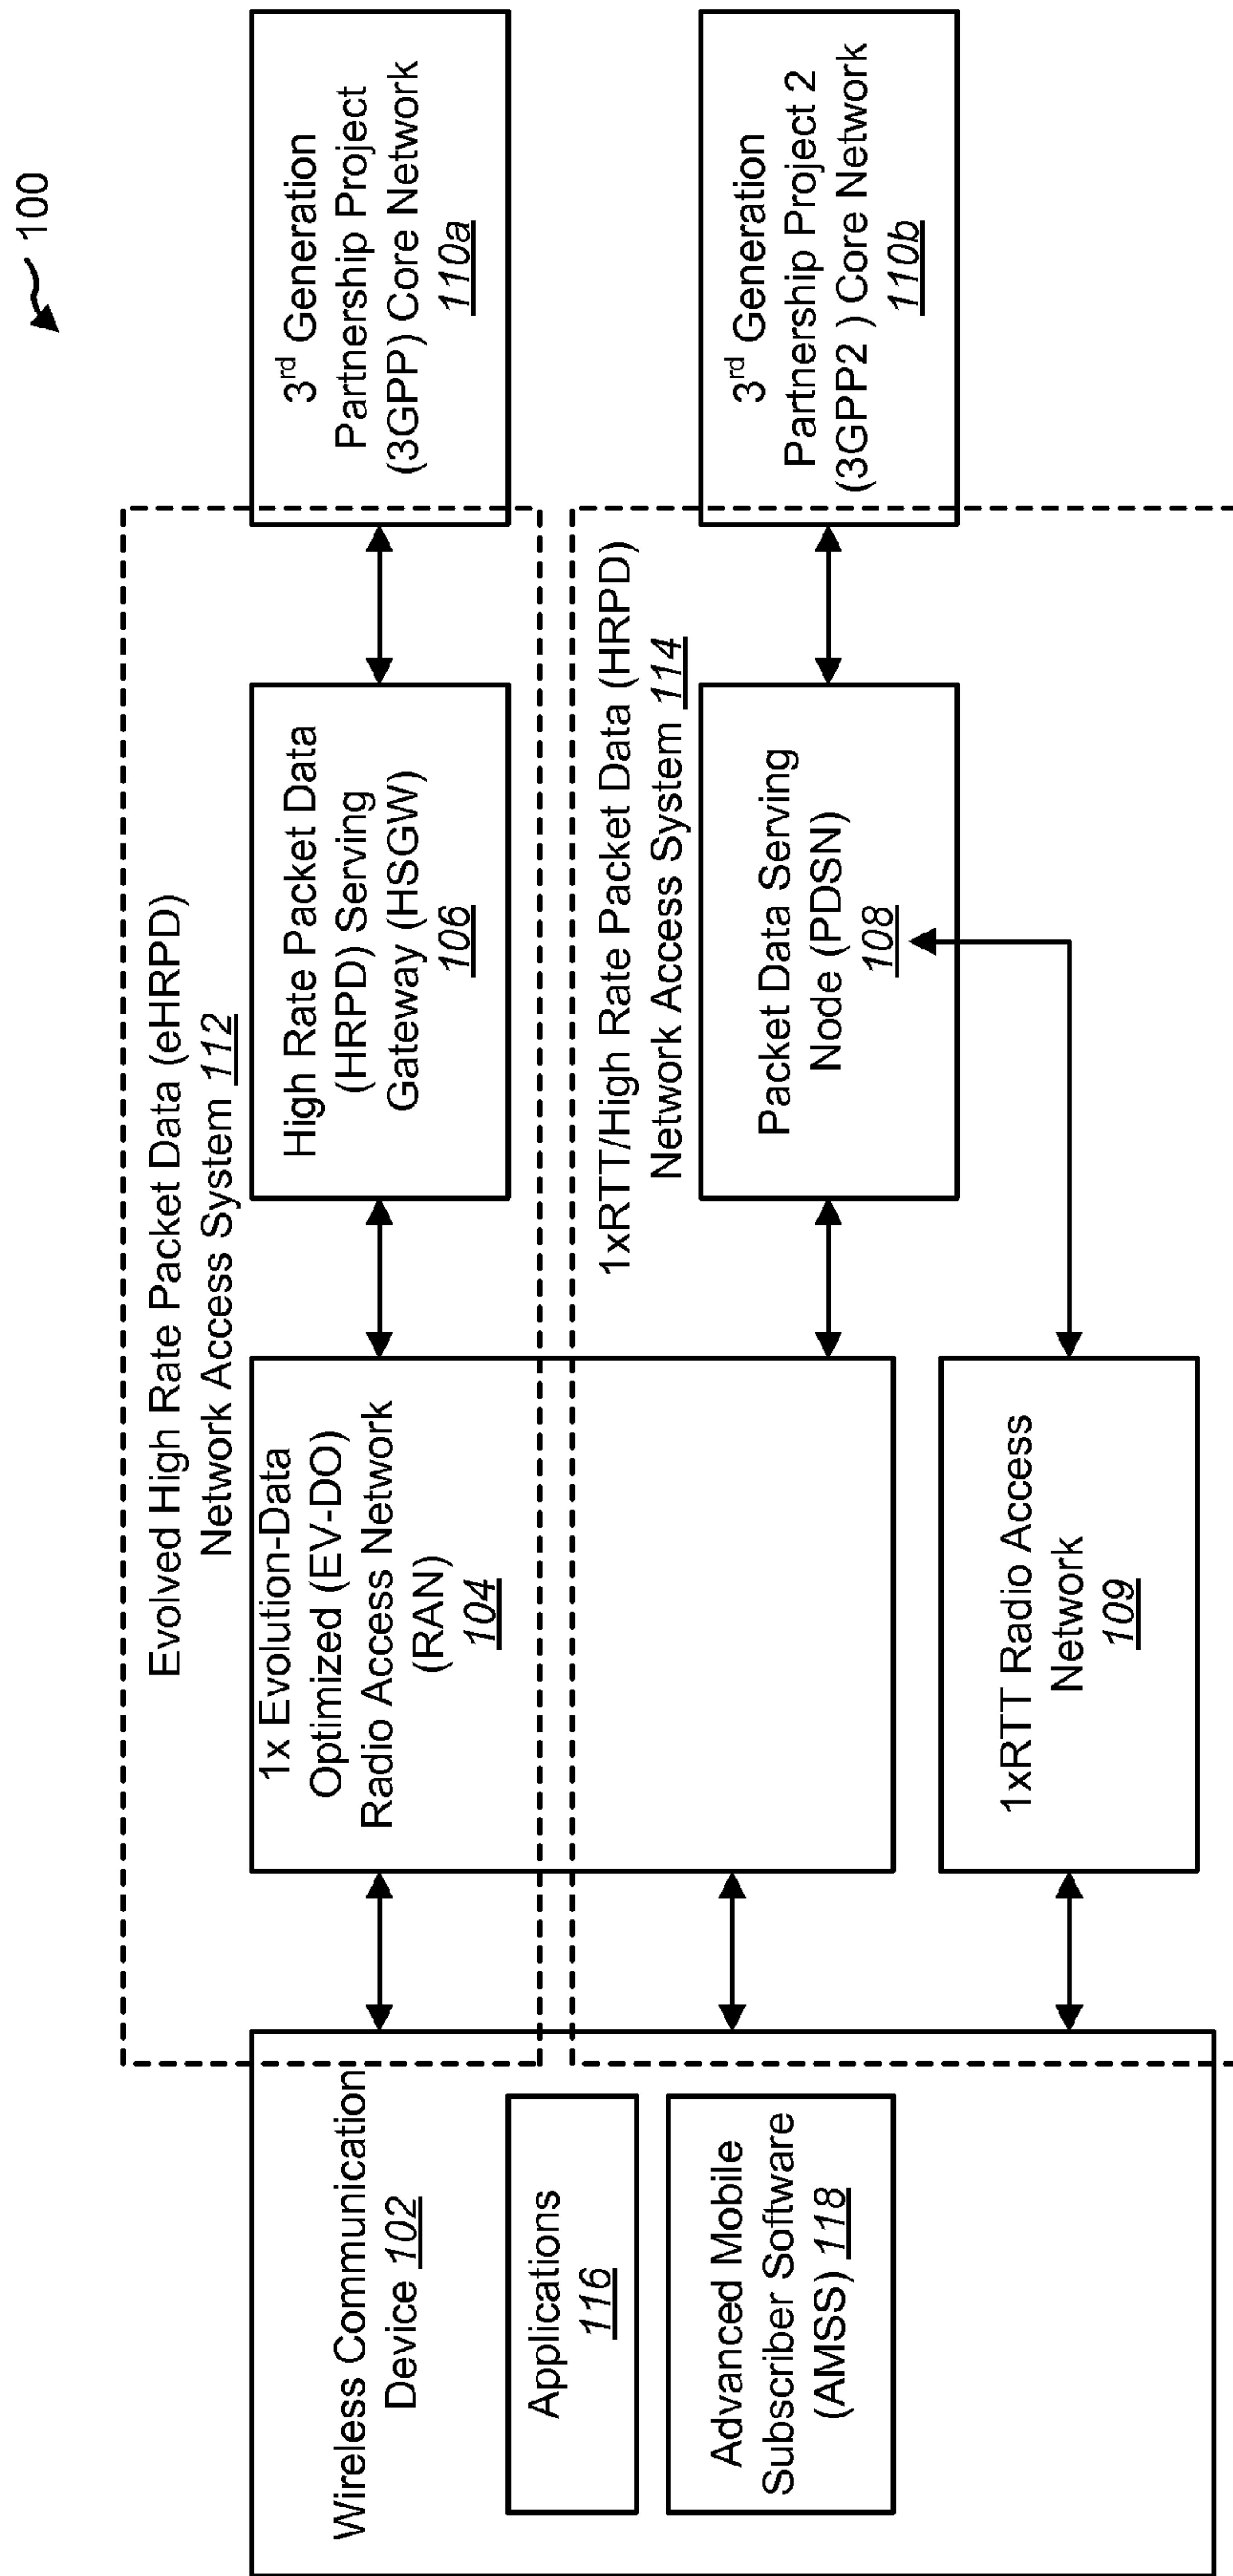 100
Evolved High Rate Packet Data (eHRPD)
Network Access System 112
Wireless Communication
Device 102
Applications
116
Advanced Mobile
Subscriber Software
(AMSS) 118
1x Evolution-Data
Optimized (EV-DO)
Radio Access Network
(RAN)
104
High Rate Packet Data
(HRPD) Serving
Gateway (HSGW)
106
3rd Generation
Partnership Project
(3GPP) Core Network
110a
1xRTT/High Rate Packet Data (HRPD)
Network Access System 114
Packet Data Serving
Node (PDSN)
108
3rd Generation
Partnership Project 2
(3GPP2 ) Core Network
110b
1xRTT Radio Access
Network
109